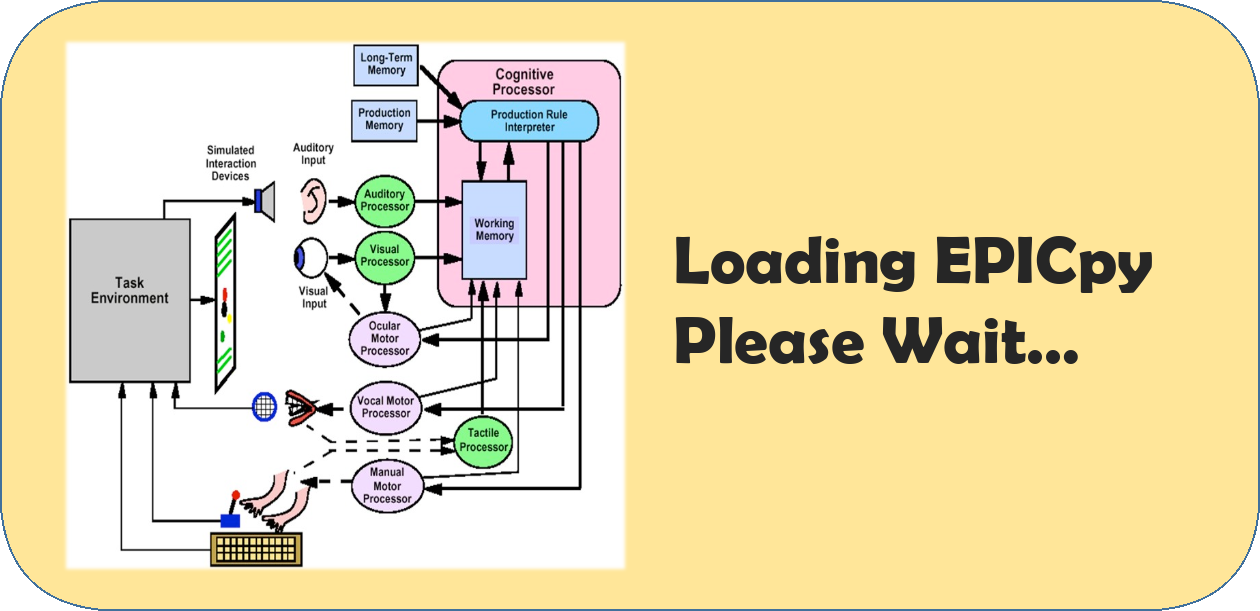 Long-Term
Memory
Cognitive
Processor
Production
Memory
Production Rule
Interpreter
Simulated
Interaction
Devices
Auditory
Input
Auditory
Processor
Working
Memory
Visual
Processor
Visual
Input
Task
Environment
Ocular
Motor
Processor
Vocal Motor
Processor
Tactile
Processor
Manual
Motor
Processor
Loading EPICpy
Please Wait...